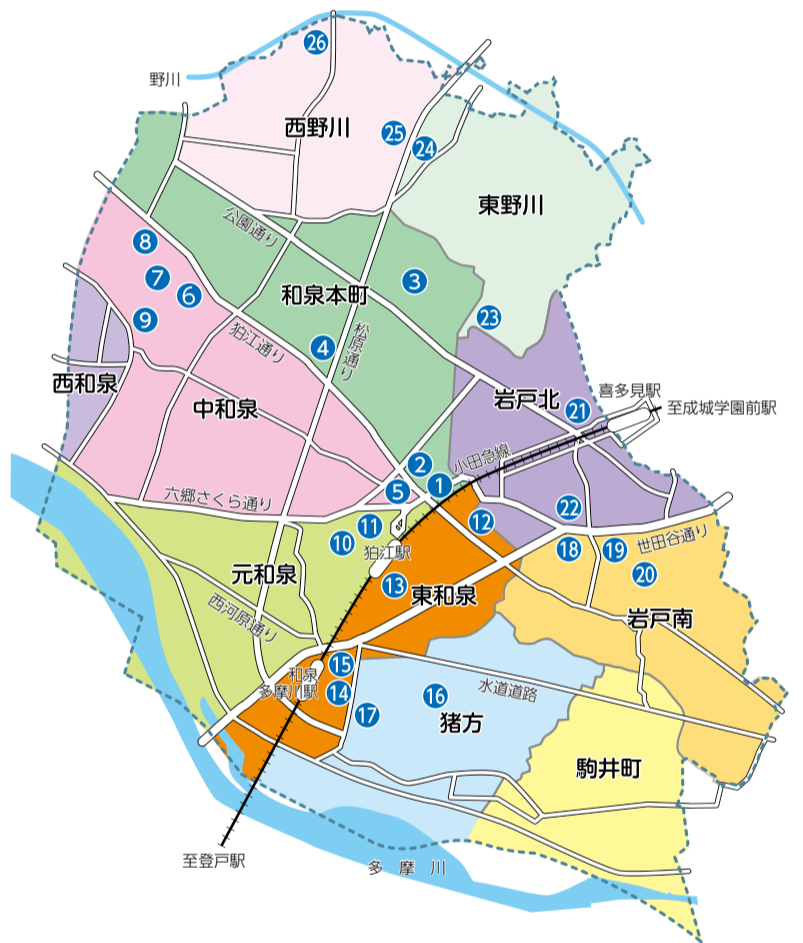 26
野川
西野川
25
24
東野川
公園通り
8
7
6
3
和泉本町
9
狛江通り
4
松原通り
23
西和泉
中和泉
岩戸北
喜多見駅
21
至成城学園前駅
小田急線
2
5
1
六郷さくら通り
11
10
狛江駅
12
22
18
19
20
世田谷通り
元和泉
13
東和泉
岩戸南
西河原通り
和泉
多摩川駅
15
14
17
16
水道道路
猪方
駒井町
至登戸駅
多摩川